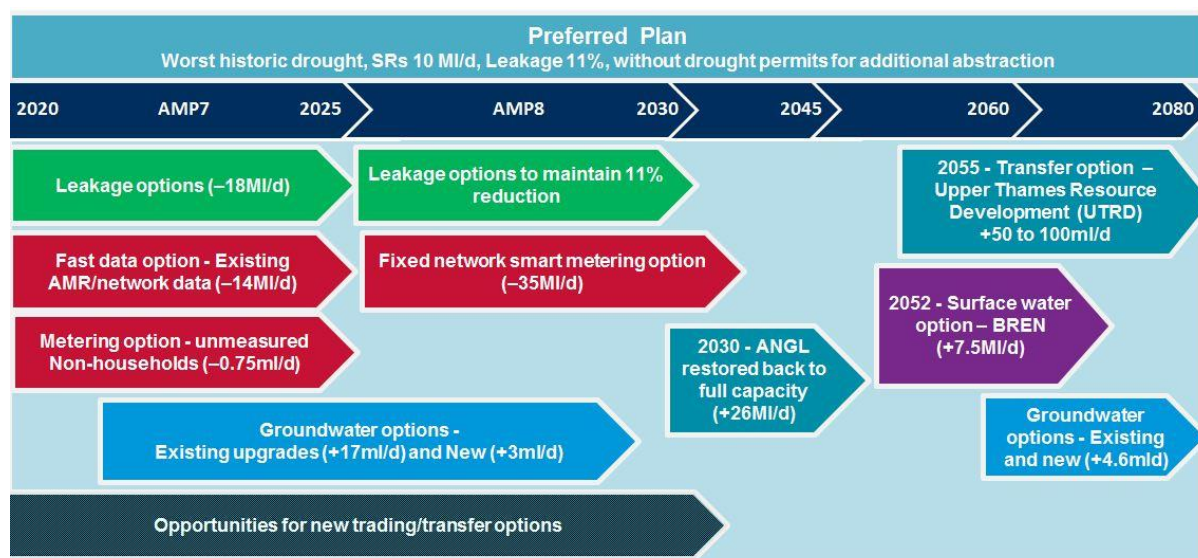 Preferred Plan
Worst historic drought, SRs 10 Ml/d, Leakage 11%, without drought permits for additional abstraction
2020 AMP7 2025 AMP8 2030 2045 2060 2080
Leakage options (–18Ml/d)
Leakage options to maintain 11%
reduction
2055 - Transfer option –
Upper Thames Resource
Development (UTRD)
+50 to 100ml/d
Fast data option - Existing
AMR/network data (–14Ml/d)
Fixed network smart metering option
(–35Ml/d)
Metering option - unmeasured
Non-households (–0.75ml/d)
2030 - ANGL
restored back to
full capacity
(+26Ml/d)
2052 - Surface water
option – BREN
(+7.5Ml/d)
Groundwater options -
Existing upgrades (+17ml/d) and New (+3ml/d)
Groundwater
options - Existing
and new (+4.6mld)
Opportunities for new trading/transfer options